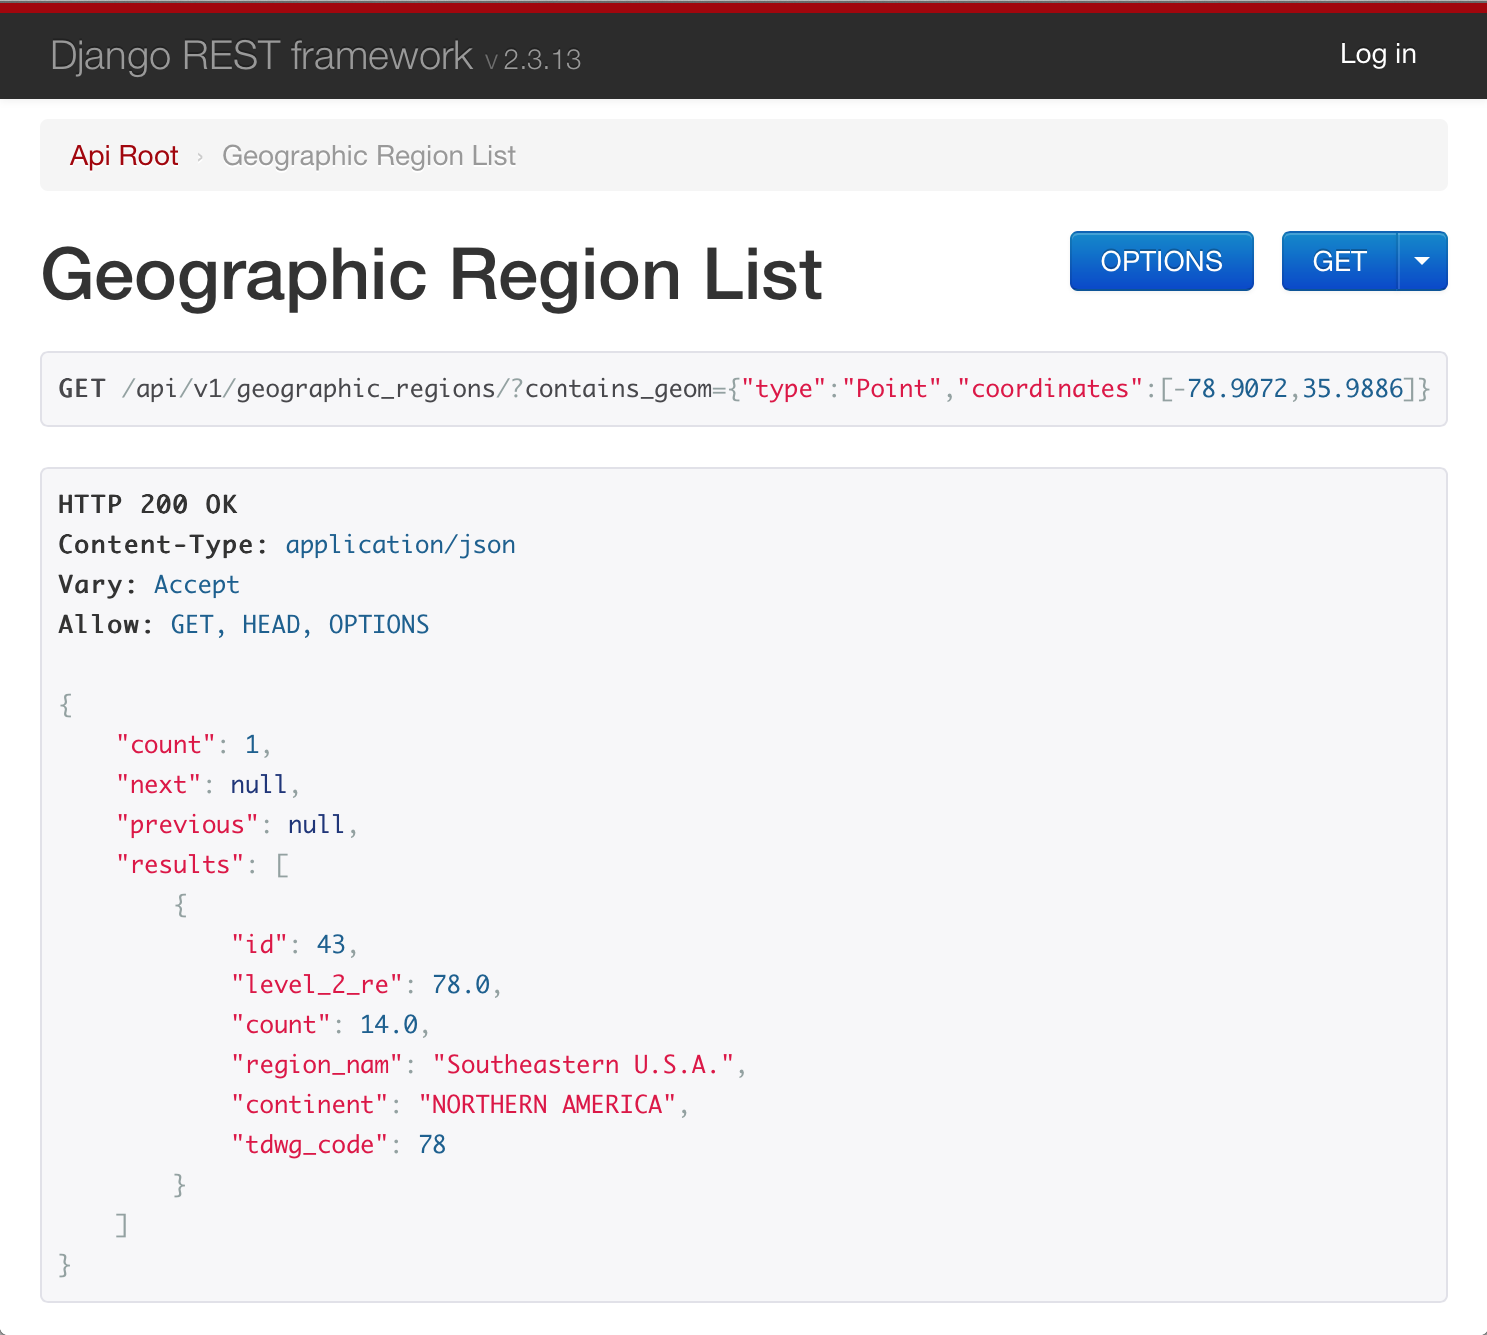 Django REST framework v 2.3.13
Log in
Api Root › Geographic Region List
Geographic Region List
OPTIONS
GET
GET /api/v1/geographic_regions/?contains_geom={"type":"Point","coordinates":[-78.9072,35.9886]}
HTTP 200 OK
Content-Type: application/json
Vary: Accept
Allow: GET, HEAD, OPTIONS
{
"count": 1,
"next": null,
"previous": null,
"results": [
{
"id": 43,
"level_2_re": 78.0,
"count": 14.0,
"region_nam": "Southeastern U.S.A.",
"continent": "NORTHERN AMERICA",
"tdwg_code": 78
}
]
}